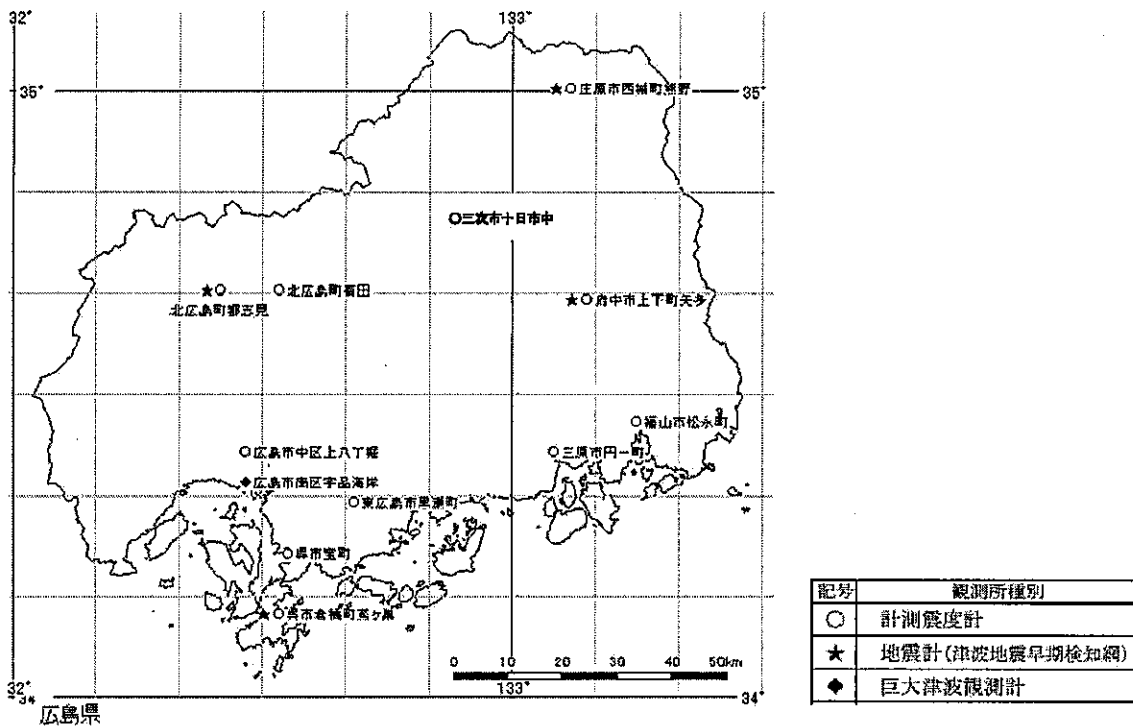 32°
133°
35°
35°
庄原市西城町熊野
三次市十日市中
北広島町有田
北広島町都志見
府中市上下町矢多
福山市松永町
広島市中区上八丁堀
三原市円一町
広島市南区宇品海岸
東広島市黒瀬町
呉市宝町
呉市倉橋町鳶ヶ巣
0 10 20 30 40 50km
32°
34°
133°
34°
広島県
記号 観測所種別
○ 計測震度計
★ 地震計(津波地震早期検知網)
◆ 巨大津波観測計